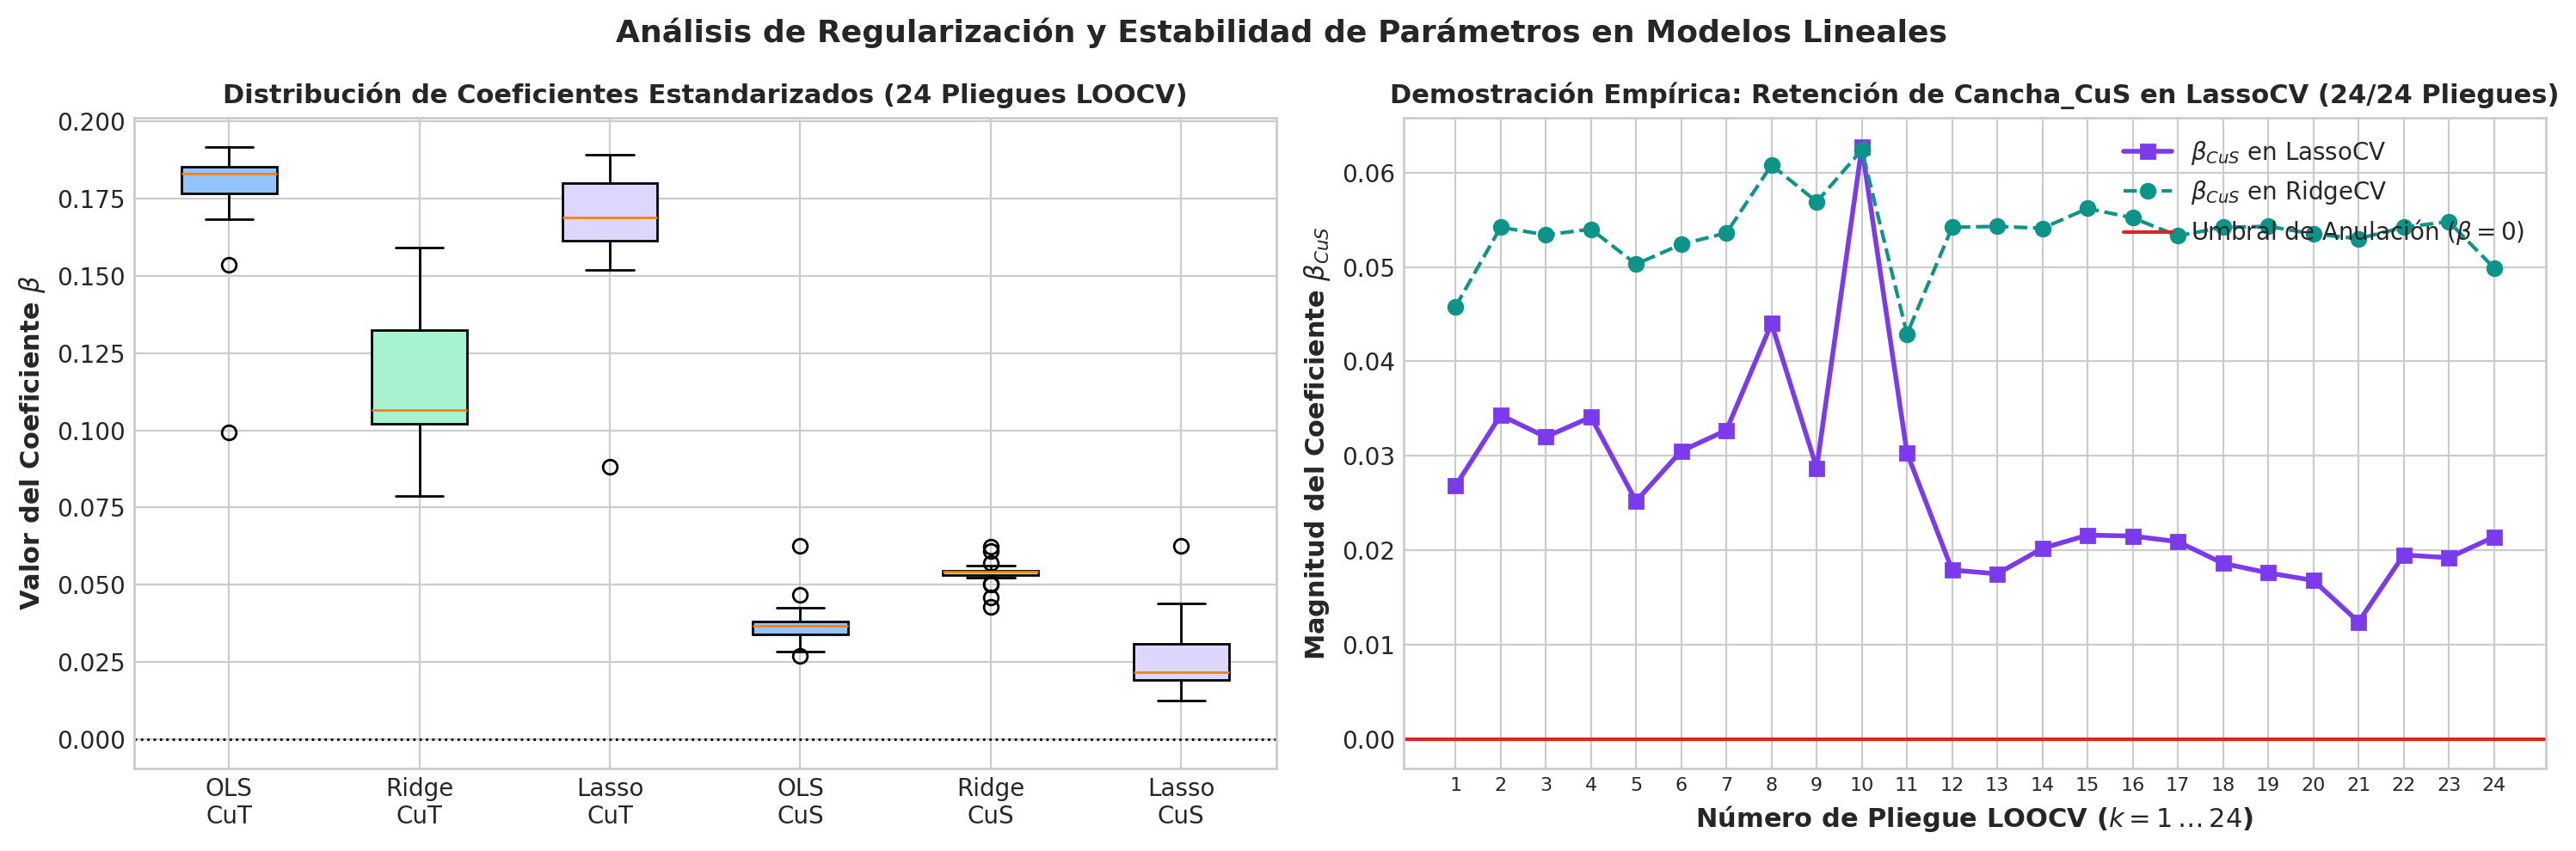 Análisis de Regularización y Estabilidad de Parámetros en Modelos Lineales
Distribución de Coeficientes Estandarizados (24 Pliegues LOOCV)
Valor del Coeficiente β
0.200
0.175
0.150
0.125
0.100
0.075
0.050
0.025
0.000
OLS
CuT
Ridge
CuT
Lasso
CuT
OLS
CuS
Ridge
CuS
Lasso
CuS
Demostración Empírica: Retención de Cancha_CuS en LassoCV (24/24 Pliegues)
Magnitud del Coeficiente β_CuS
0.06
0.05
0.04
0.03
0.02
0.01
0.00
β_CuS en LassoCV
β_CuS en RidgeCV
Umbral de Anulación (β = 0)
1 2 3 4 5 6 7 8 9 10 11 12 13 14 15 16 17 18 19 20 21 22 23 24
Número de Pliegue LOOCV (k = 1 … 24)